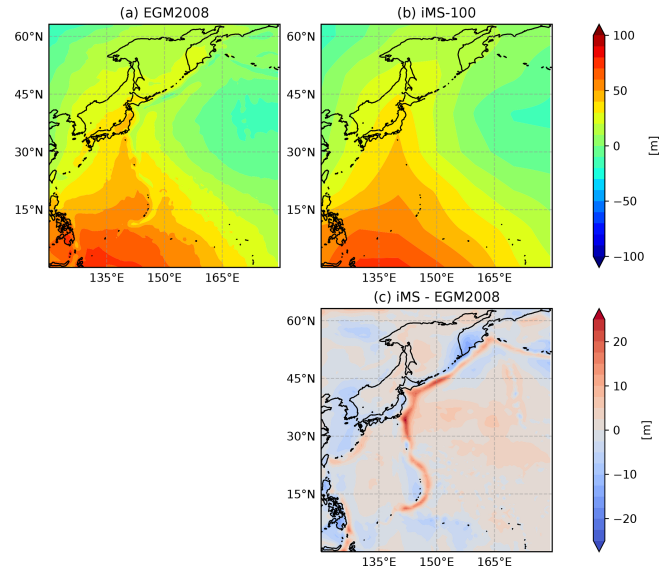 (a) EGM2008
(b) iMS-100
60°N
45°N
30°N
15°N
135°E 150°E 165°E
60°N
45°N
30°N
15°N
135°E 150°E 165°E
100
50
0
−50
−100
[m]
(c) iMS - EGM2008
60°N
45°N
30°N
15°N
135°E 150°E 165°E
20
10
0
−10
−20
[m]